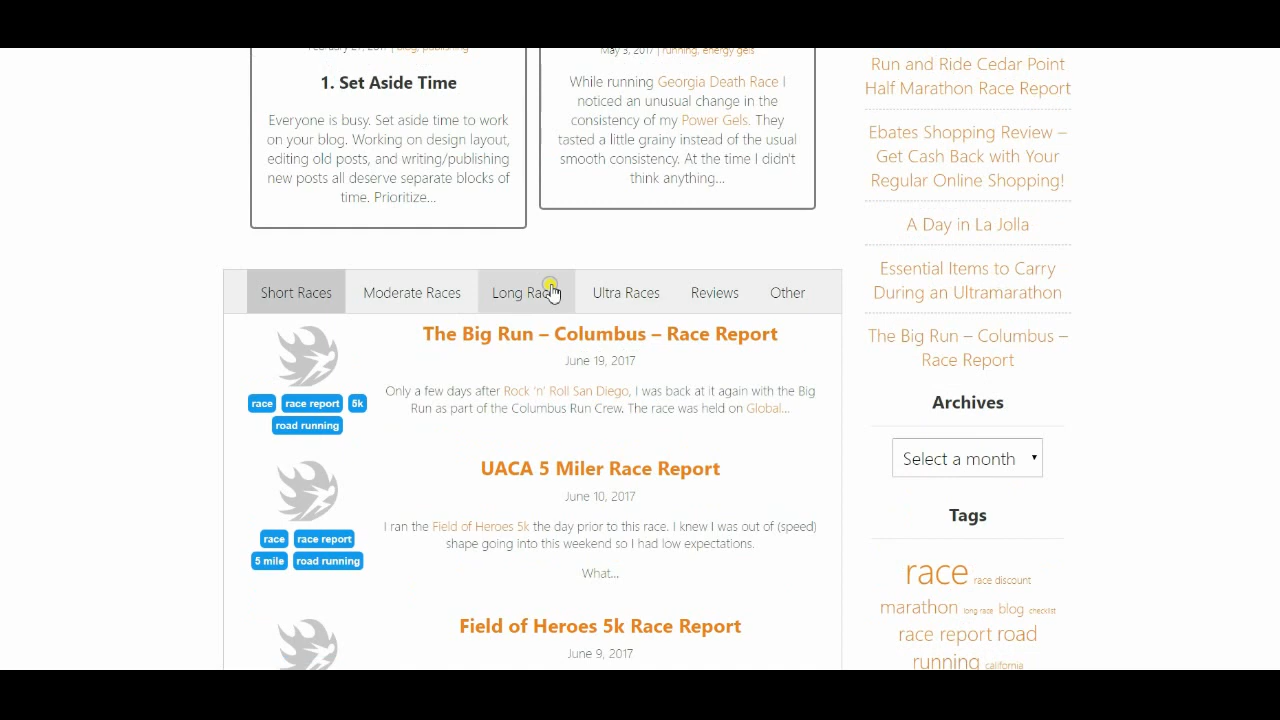 February 27, 2017 | blog, publishing
1. Set Aside Time
Everyone is busy. Set aside time to work
on your blog. Working on design layout,
editing old posts, and writing/publishing
new posts all deserve separate blocks of
time. Prioritize...
May 3, 2017 | running, energy gels
While running Georgia Death Race I
noticed an unusual change in the
consistency of my Power Gels. They
tasted a little grainy instead of the usual
smooth consistency. At the time I didn't
think anything...
Short Races Moderate Races Long Races Ultra Races Reviews Other
The Big Run – Columbus – Race Report
June 19, 2017
Only a few days after Rock 'n' Roll San Diego, I was back at it again with the Big
Run as part of the Columbus Run Crew. The race was held on Global...
race race report 5k
road running
UACA 5 Miler Race Report
June 10, 2017
I ran the Field of Heroes 5k the day prior to this race. I knew I was out of (speed)
shape going into this weekend so I had low expectations.
What...
race race report
5 mile road running
Field of Heroes 5k Race Report
June 9, 2017
Run and Ride Cedar Point
Half Marathon Race Report
Ebates Shopping Review –
Get Cash Back with Your
Regular Online Shopping!
A Day in La Jolla
Essential Items to Carry
During an Ultramarathon
The Big Run – Columbus –
Race Report
Archives
Select a month
Tags
race race discount
marathon long race blog checklist
race report road
running california